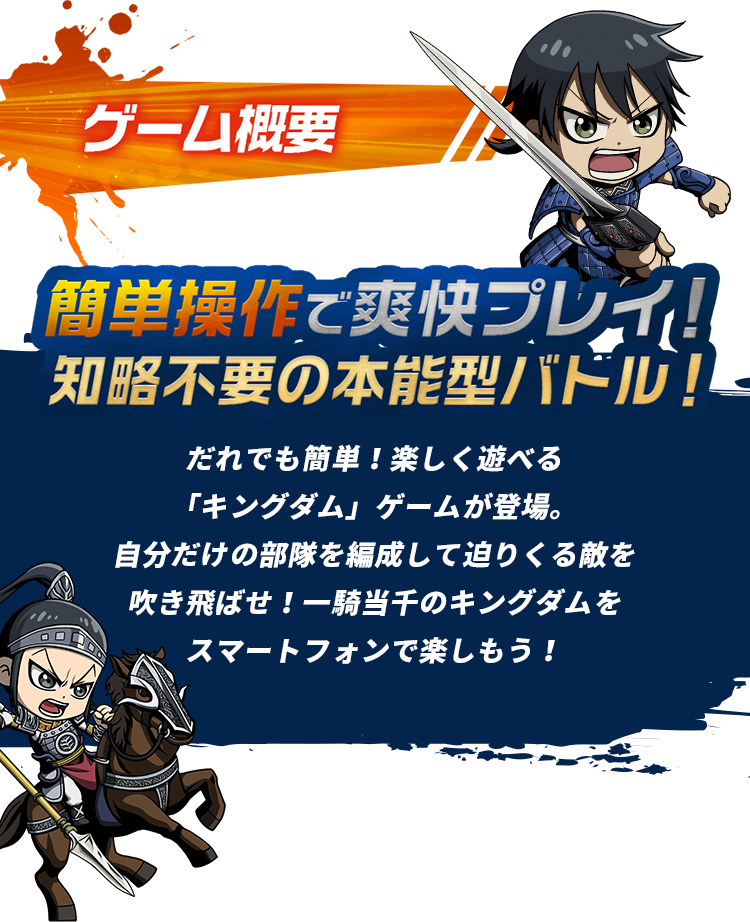 ゲーム概要
簡単操作で爽快プレイ！
知略不要の本能型バトル！
だれでも簡単！楽しく遊べる
「キングダム」ゲームが登場。
自分だけの部隊を編成して迫りくる敵を
吹き飛ばせ！一騎当千のキングダムを
スマートフォンで楽しもう！